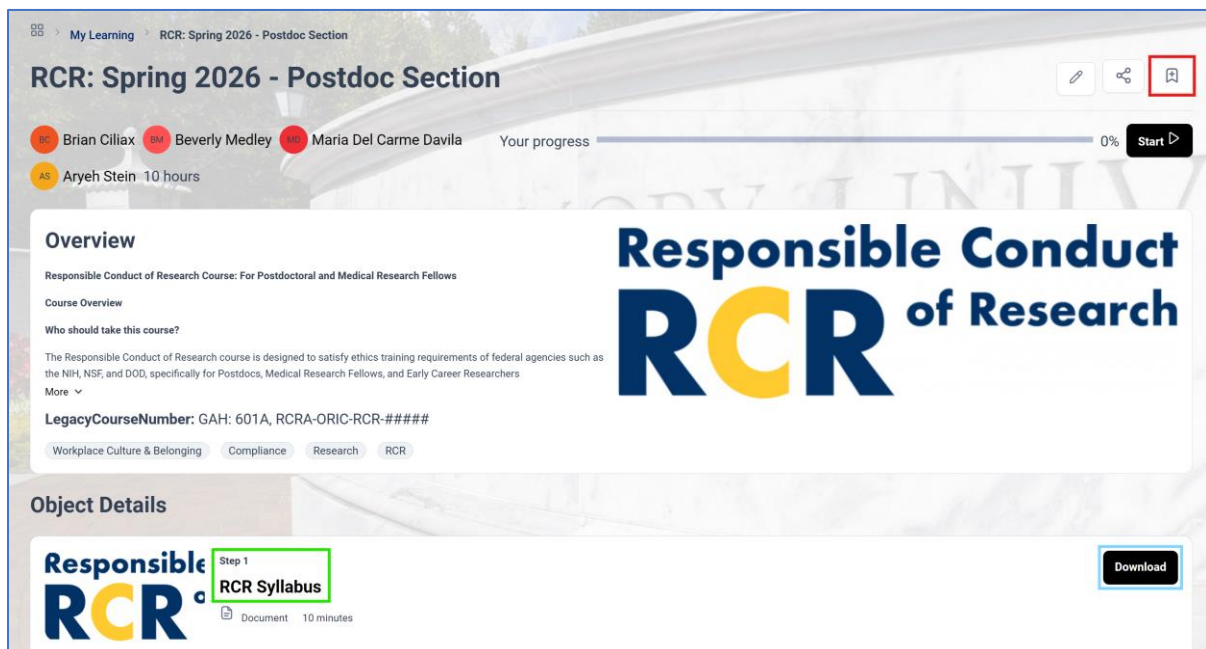 My Learning > RCR: Spring 2026 - Postdoc Section
RCR: Spring 2026 - Postdoc Section
BC Brian Ciliax BM Beverly Medley MD Maria Del Carme Davila Your progress 0% Start
AS Aryeh Stein 10 hours
Overview
Responsible Conduct of Research Course: For Postdoctoral and Medical Research Fellows
Course Overview
Who should take this course?
The Responsible Conduct of Research course is designed to satisfy ethics training requirements of federal agencies such as
the NIH, NSF, and DOD, specifically for Postdocs, Medical Research Fellows, and Early Career Researchers
More
LegacyCourseNumber: GAH: 601A, RCRA-ORIC-RCR-#####
Workplace Culture & Belonging Compliance Research RCR
Responsible Conduct
RCR of Research
Object Details
Responsible
RCR
Step 1
RCR Syllabus
Document 10 minutes
Download